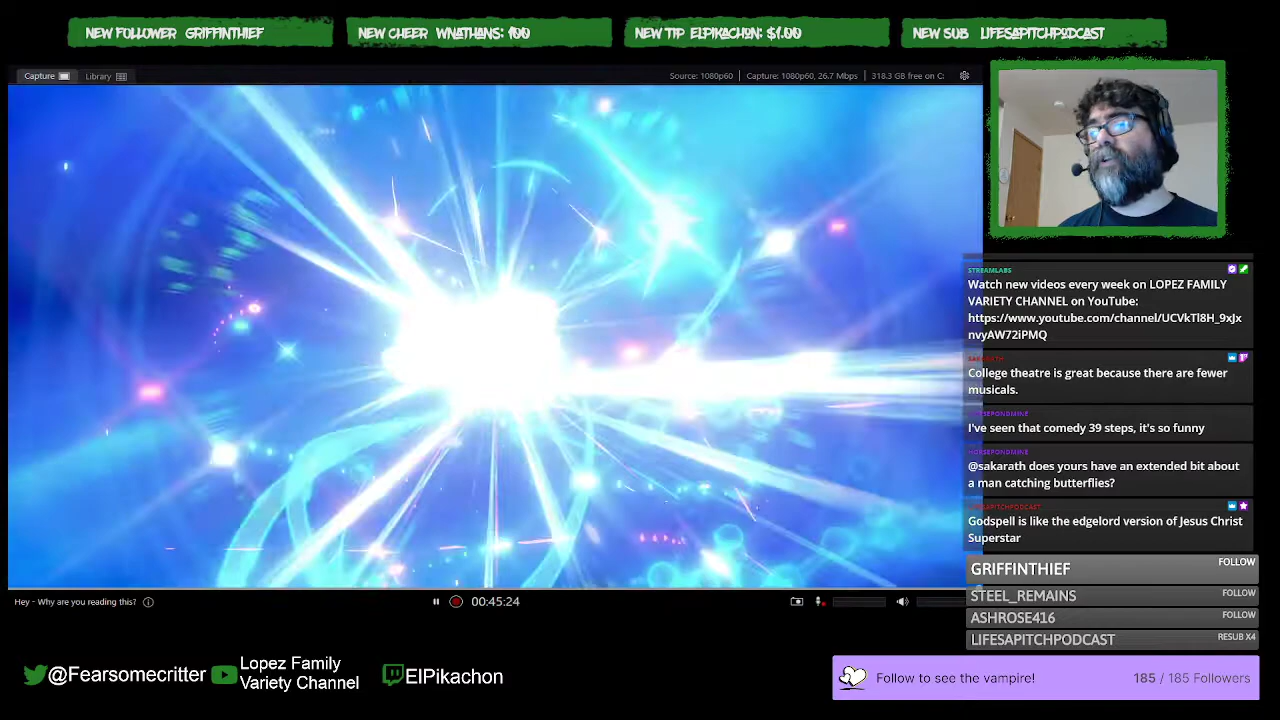 NEW FOLLOWER GRIFFINTHIEF
NEW CHEER WNATHANS: 100
NEW TIP ELPIKACHON: $1.00
NEW SUB LIFESAPITCHPODCAST
Capture
Library
Source: 1080p60
Capture: 1080p60, 26.7 Mbps
318.3 GB free on C:
STREAMLABS
Watch new videos every week on LOPEZ FAMILY
VARIETY CHANNEL on YouTube:
https://www.youtube.com/channel/UCVkTl8H_9xJx
nvyAW72iPMQ
SAKARATH
College theatre is great because there are fewer
musicals.
HORSEPONDMINE
I've seen that comedy 39 steps, it's so funny
HORSEPONDMINE
@sakarath does yours have an extended bit about
a man catching butterflies?
LIFESAPITCHPODCAST
Godspell is like the edgelord version of Jesus Christ
Superstar
GRIFFINTHIEF FOLLOW
STEEL_REMAINS FOLLOW
ASHROSE416 FOLLOW
LIFESAPITCHPODCAST RESUB X4
Hey - Why are you reading this?
00:45:24
@Fearsomecritter
Lopez Family
Variety Channel
ElPikachon
Follow to see the vampire! 185 / 185 Followers